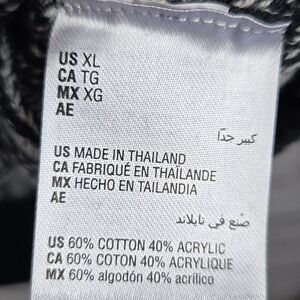 US XL
CA TG
MX XG
AE
كبير جدًا
US MADE IN THAILAND
CA FABRIQUÉ EN THAÏLANDE
MX HECHO EN TAILANDIA
AE
صُنع في تايلاند
US 60% COTTON 40% ACRYLIC
CA 60% COTON 40% ACRYLIQUE
MX 60% algodón 40% acrílico